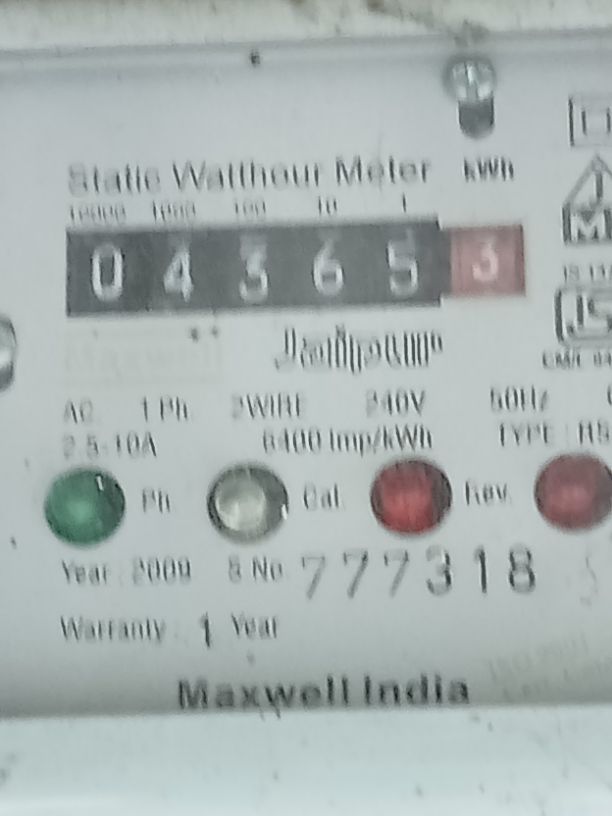 Static Watthour Meter kWh
10000 1000 100 10 1
0 4 3 6 5 3
AC 1 Ph. 2WIRE 240V 50Hz
2.5-10A 6400 Imp/kWh TYPE : HS
Ph Cal Rev.
Year : 2009 S No 777318
Warranty : 1 Year
Maxwell India